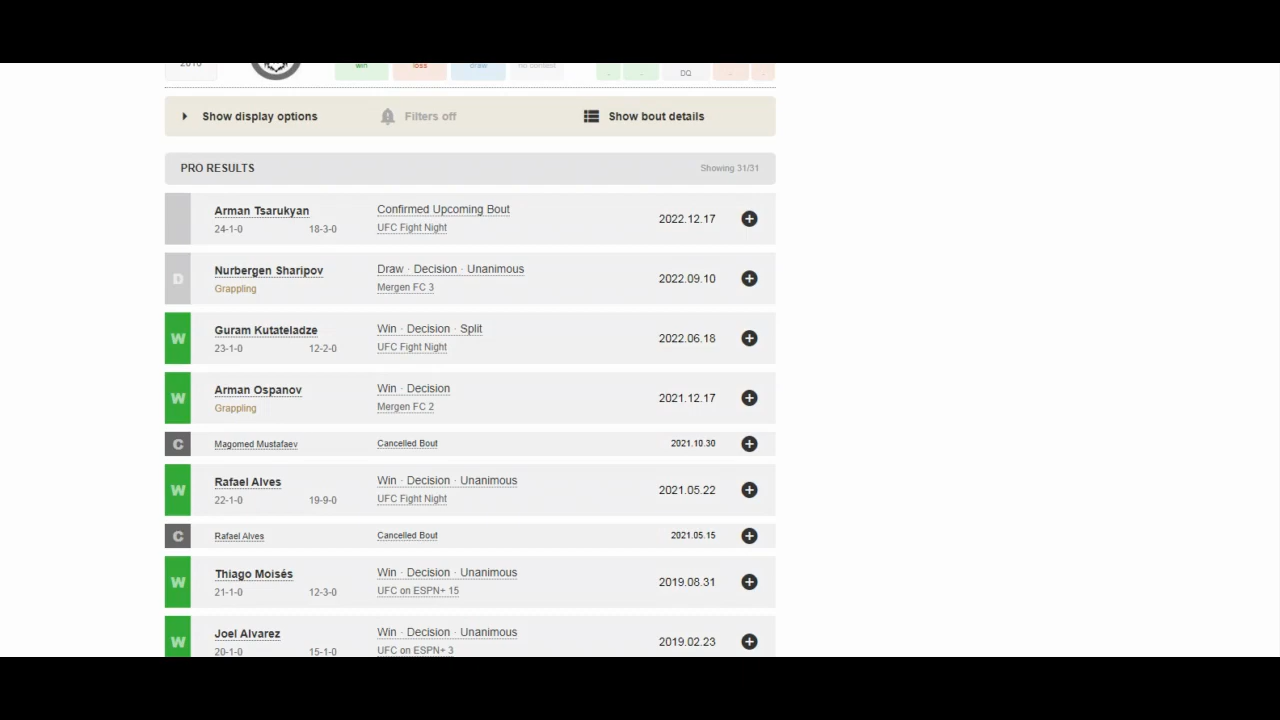 2010
win loss draw no contest - - DQ - -
Show display options Filters off Show bout details
PRO RESULTS Showing 31/31
Arman Tsarukyan Confirmed Upcoming Bout
24-1-0 18-3-0 UFC Fight Night 2022.12.17
D Nurbergen Sharipov Draw · Decision · Unanimous
Grappling Mergen FC 3 2022.09.10
W Guram Kutateladze Win · Decision · Split
23-1-0 12-2-0 UFC Fight Night 2022.06.18
W Arman Ospanov Win · Decision
Grappling Mergen FC 2 2021.12.17
C Magomed Mustafaev Cancelled Bout 2021.10.30
W Rafael Alves Win · Decision · Unanimous
22-1-0 19-9-0 UFC Fight Night 2021.05.22
C Rafael Alves Cancelled Bout 2021.05.15
W Thiago Moisés Win · Decision · Unanimous
21-1-0 12-3-0 UFC on ESPN+ 15 2019.08.31
W Joel Alvarez Win · Decision · Unanimous
20-1-0 15-1-0 UFC on ESPN+ 3 2019.02.23